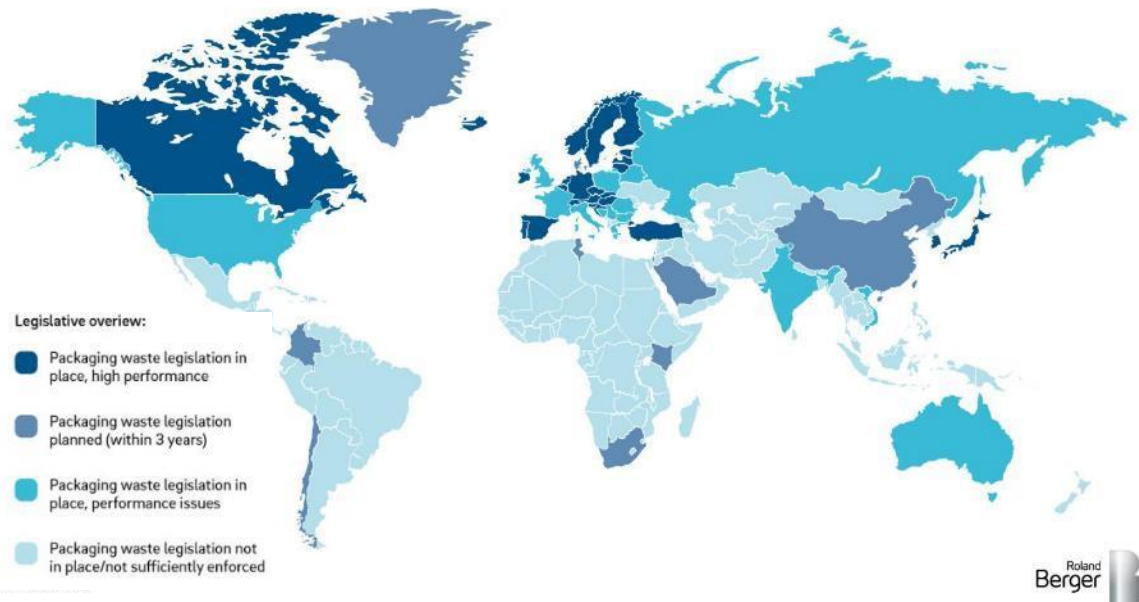 Legislative overiew:
Packaging waste legislation in
place, high performance
Packaging waste legislation
planned (within 3 years)
Packaging waste legislation in
place, performance issues
Packaging waste legislation not
in place/not sufficiently enforced
Roland
Berger